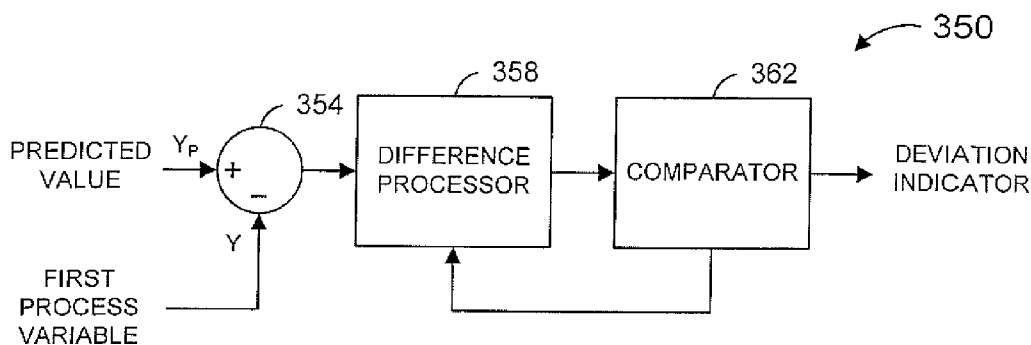 350
354
358
362
PREDICTED
VALUE
Yₚ
+
−
Y
DIFFERENCE
PROCESSOR
COMPARATOR
DEVIATION
INDICATOR
FIRST
PROCESS
VARIABLE